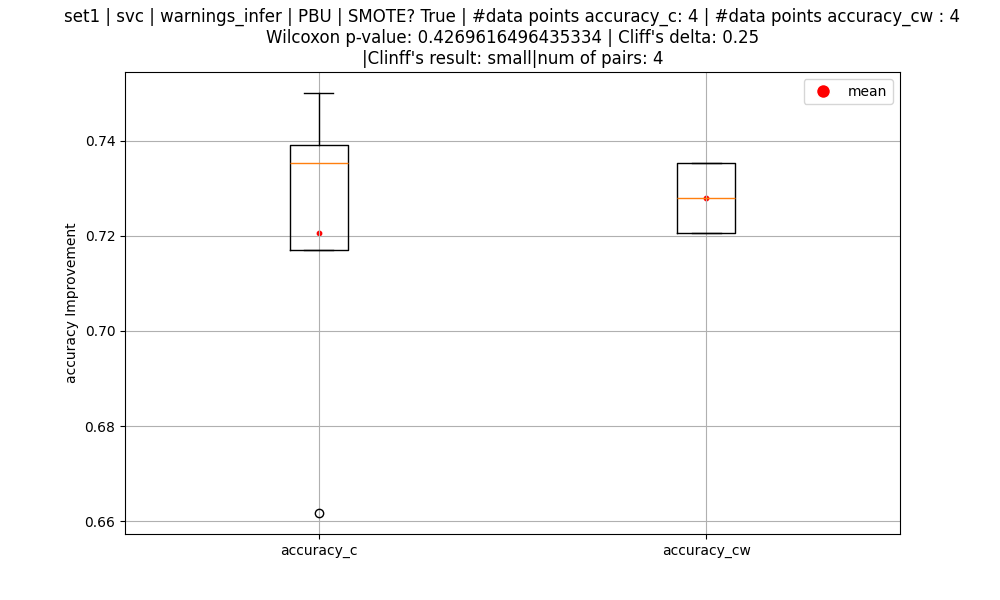 set1 | svc | warnings_infer | PBU | SMOTE? True | #data points accuracy_c: 4 | #data points accuracy_cw : 4
Wilcoxon p-value: 0.4269616496435334 | Cliff's delta: 0.25
|Clinff's result: small|num of pairs: 4
mean
0.74
0.72
0.70
0.68
0.66
accuracy Improvement
accuracy_c
accuracy_cw